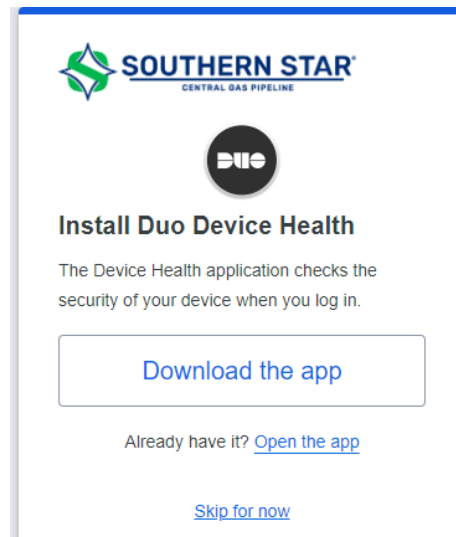 SOUTHERN STAR
CENTRAL GAS PIPELINE
DUO
Install Duo Device Health
The Device Health application checks the
security of your device when you log in.
Download the app
Already have it? Open the app
Skip for now